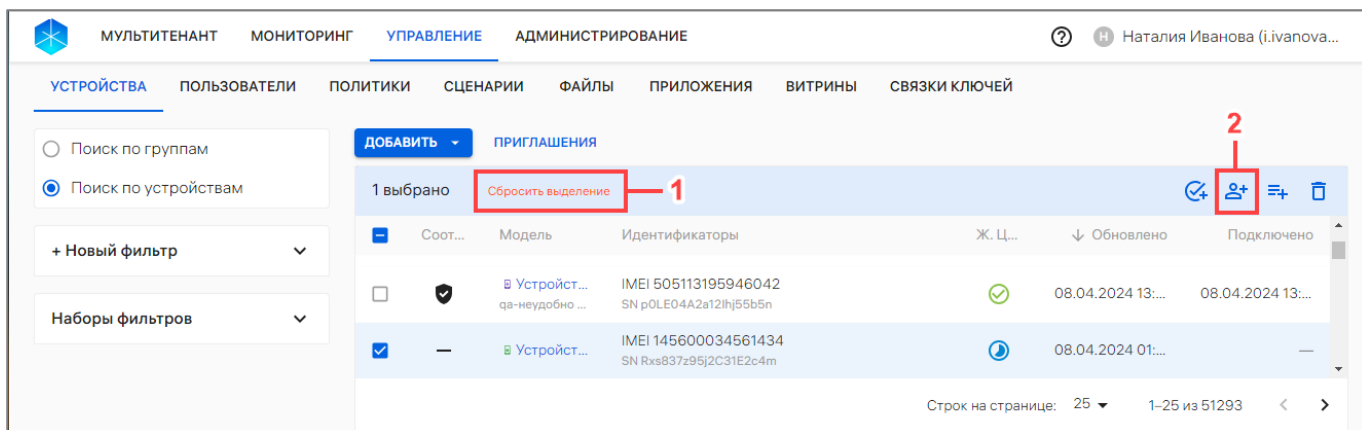 МУЛЬТИТЕНАНТ МОНИТОРИНГ УПРАВЛЕНИЕ АДМИНИСТРИРОВАНИЕ ? Н Наталия Иванова (i.ivanova...
УСТРОЙСТВА ПОЛЬЗОВАТЕЛИ ПОЛИТИКИ СЦЕНАРИИ ФАЙЛЫ ПРИЛОЖЕНИЯ ВИТРИНЫ СВЯЗКИ КЛЮЧЕЙ
2
Поиск по группам ДОБАВИТЬ ПРИГЛАШЕНИЯ
Поиск по устройствам 1 выбрано Сбросить выделение 1
Соот... Модель Идентификаторы Ж. Ц... Обновлено Подключено
+ Новый фильтр
Устройст... IMEI 505113195946042 08.04.2024 13:... 08.04.2024 13:...
qa-неудобно ... SN p0LE04A2a12lhj55b5n
Наборы фильтров
Устройст... IMEI 145600034561434 08.04.2024 01:... —
SN Rxs837z95j2C31E2c4m
Строк на странице: 25 1–25 из 51293